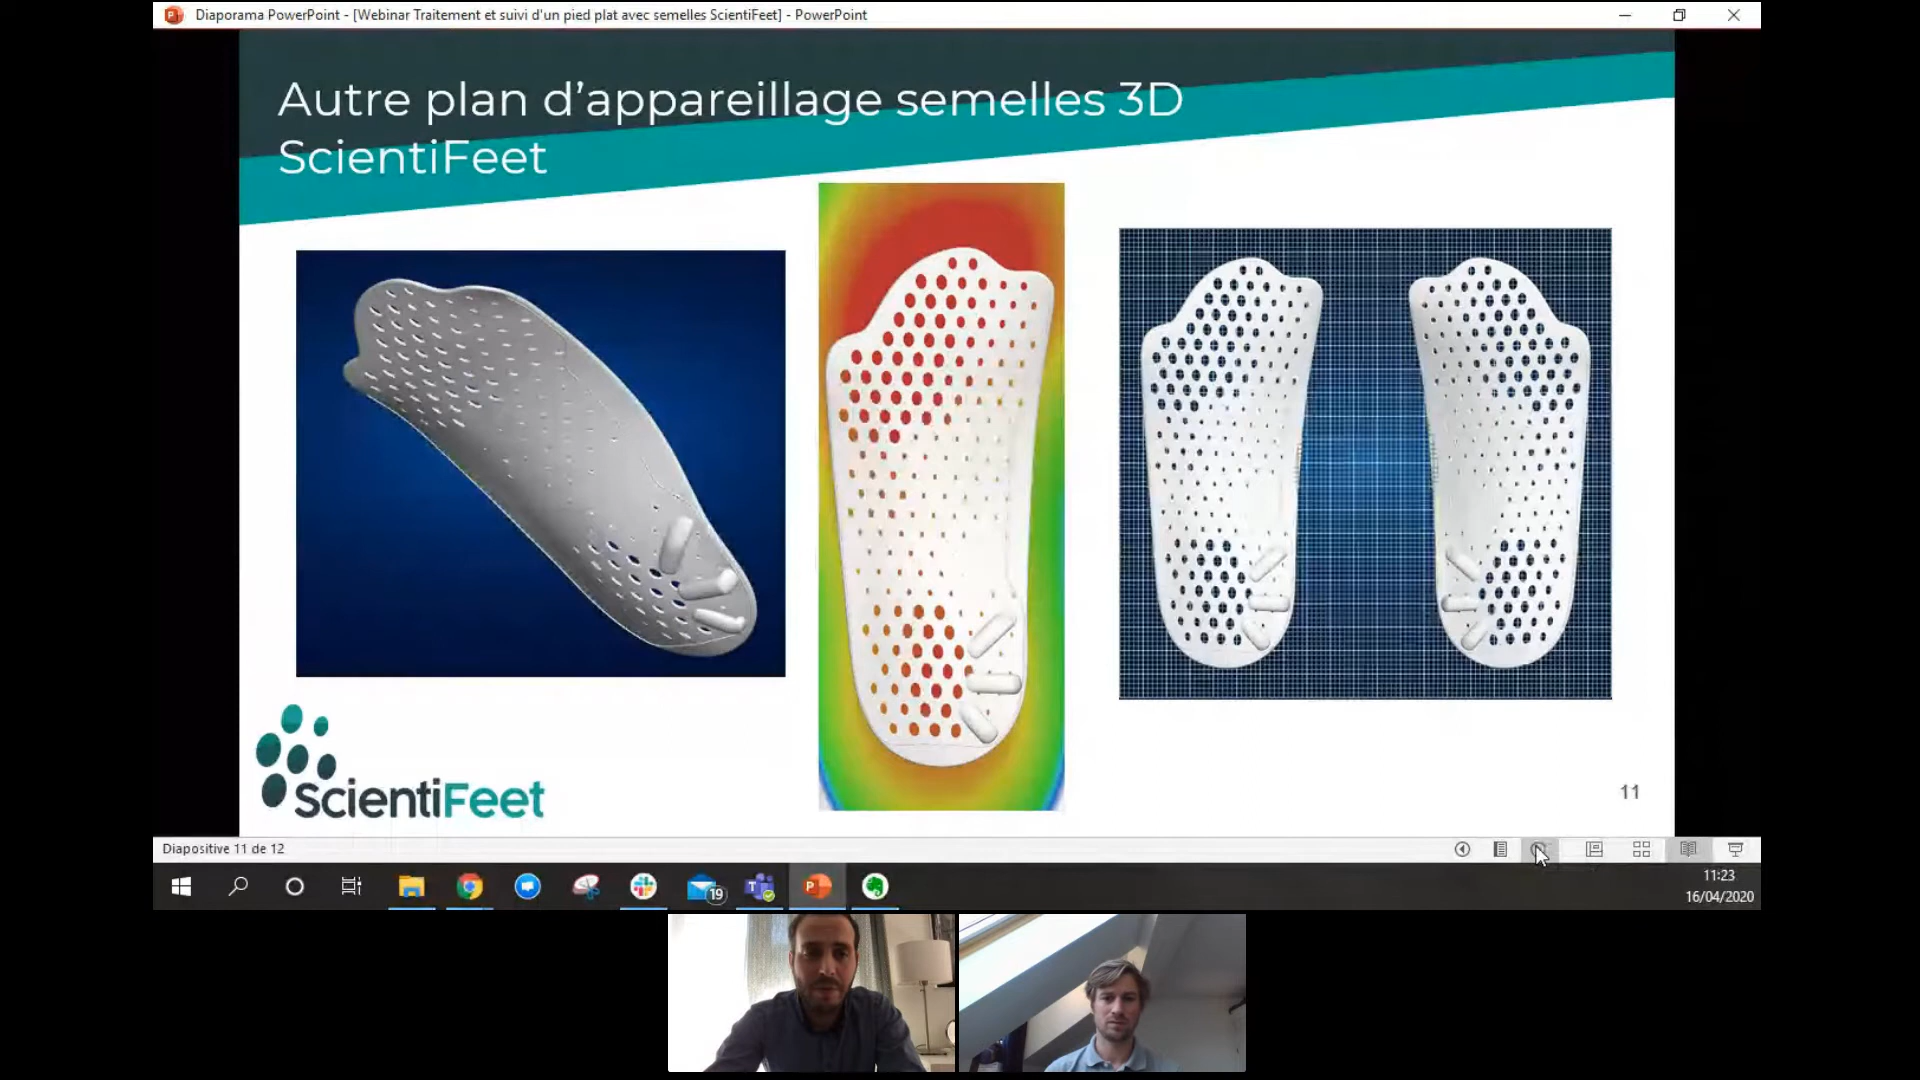 Diaporama PowerPoint - [Webinar Traitement et suivi d'un pied plat avec semelles ScientiFeet] - PowerPoint
Autre plan d’appareillage semelles 3D
ScientiFeet
ScientiFeet
11
Diapositive 11 de 12
19
11:23
16/04/2020